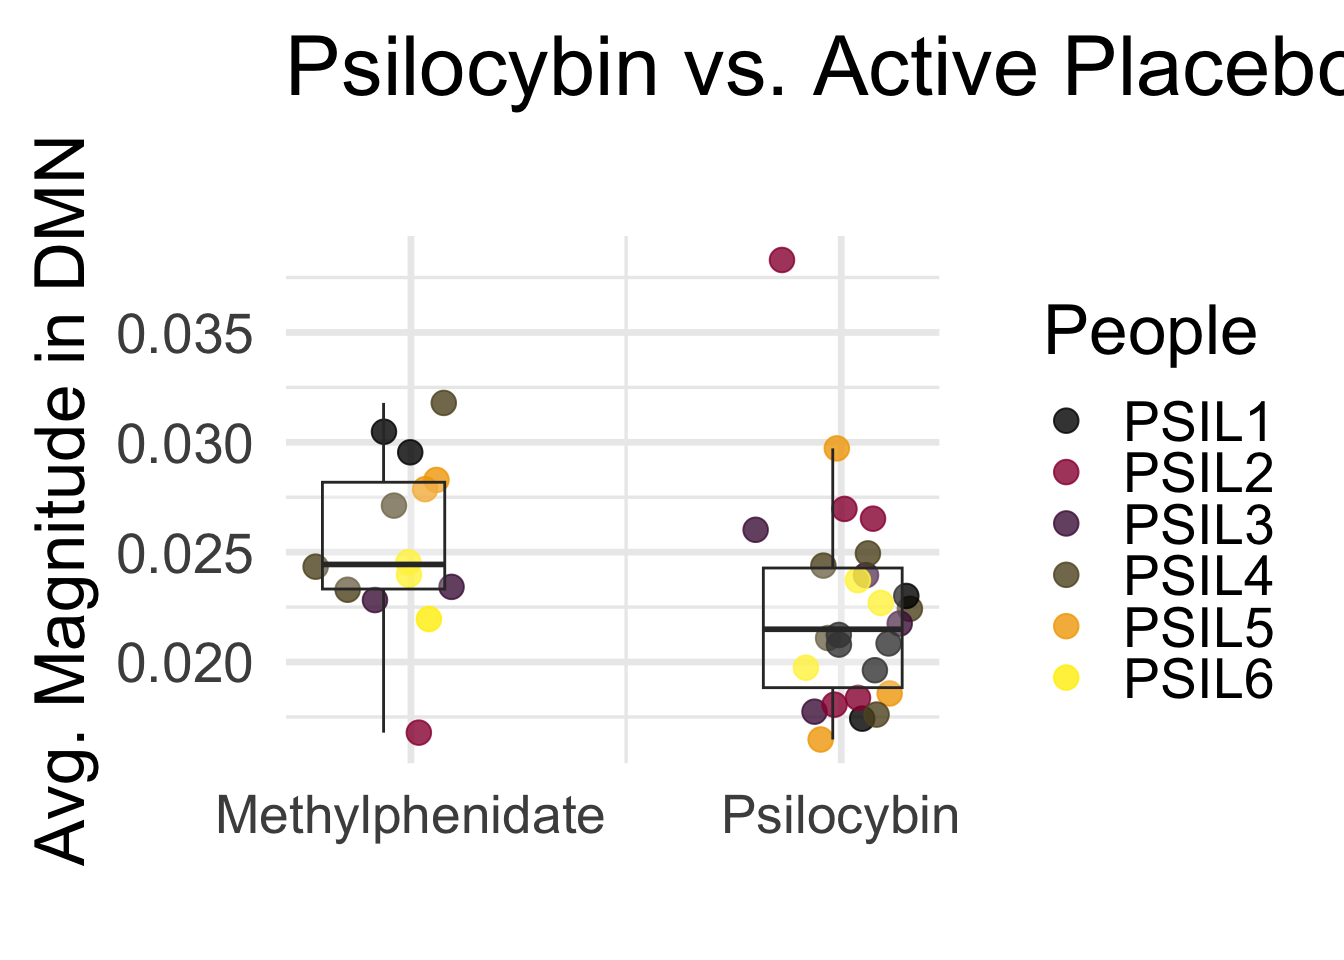 Psilocybin vs. Active Placebo
Avg. Magnitude in DMN
0.035
0.030
0.025
0.020
Methylphenidate
Psilocybin
People
PSIL1
PSIL2
PSIL3
PSIL4
PSIL5
PSIL6